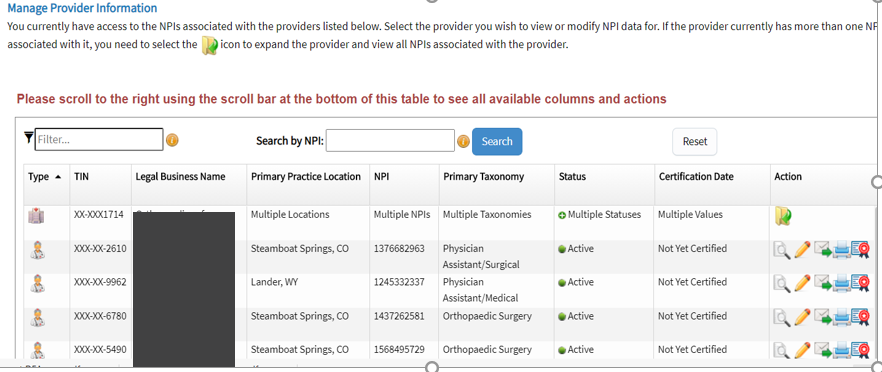 Manage Provider Information
You currently have access to the NPIs associated with the providers listed below. Select the provider you wish to view or modify NPI data for. If the provider currently has more than one NP
associated with it, you need to select the icon to expand the provider and view all NPIs associated with the provider.
Please scroll to the right using the scroll bar at the bottom of this table to see all available columns and actions
Filter... Search by NPI: Search Reset
Type TIN Legal Business Name Primary Practice Location NPI Primary Taxonomy Status Certification Date Action
XX-XXX1714 Multiple Locations Multiple NPIs Multiple Taxonomies Multiple Statuses Multiple Values
XXX-XX-2610 Steamboat Springs, CO 1376682963 Physician Active Not Yet Certified
Assistant/Surgical
XXX-XX-9962 Lander, WY 1245332337 Physician Active Not Yet Certified
Assistant/Medical
XXX-XX-6780 Steamboat Springs, CO 1437262581 Orthopaedic Surgery Active Not Yet Certified
XXX-XX-5490 Steamboat Springs, CO 1568495729 Orthopaedic Surgery Active Not Yet Certified